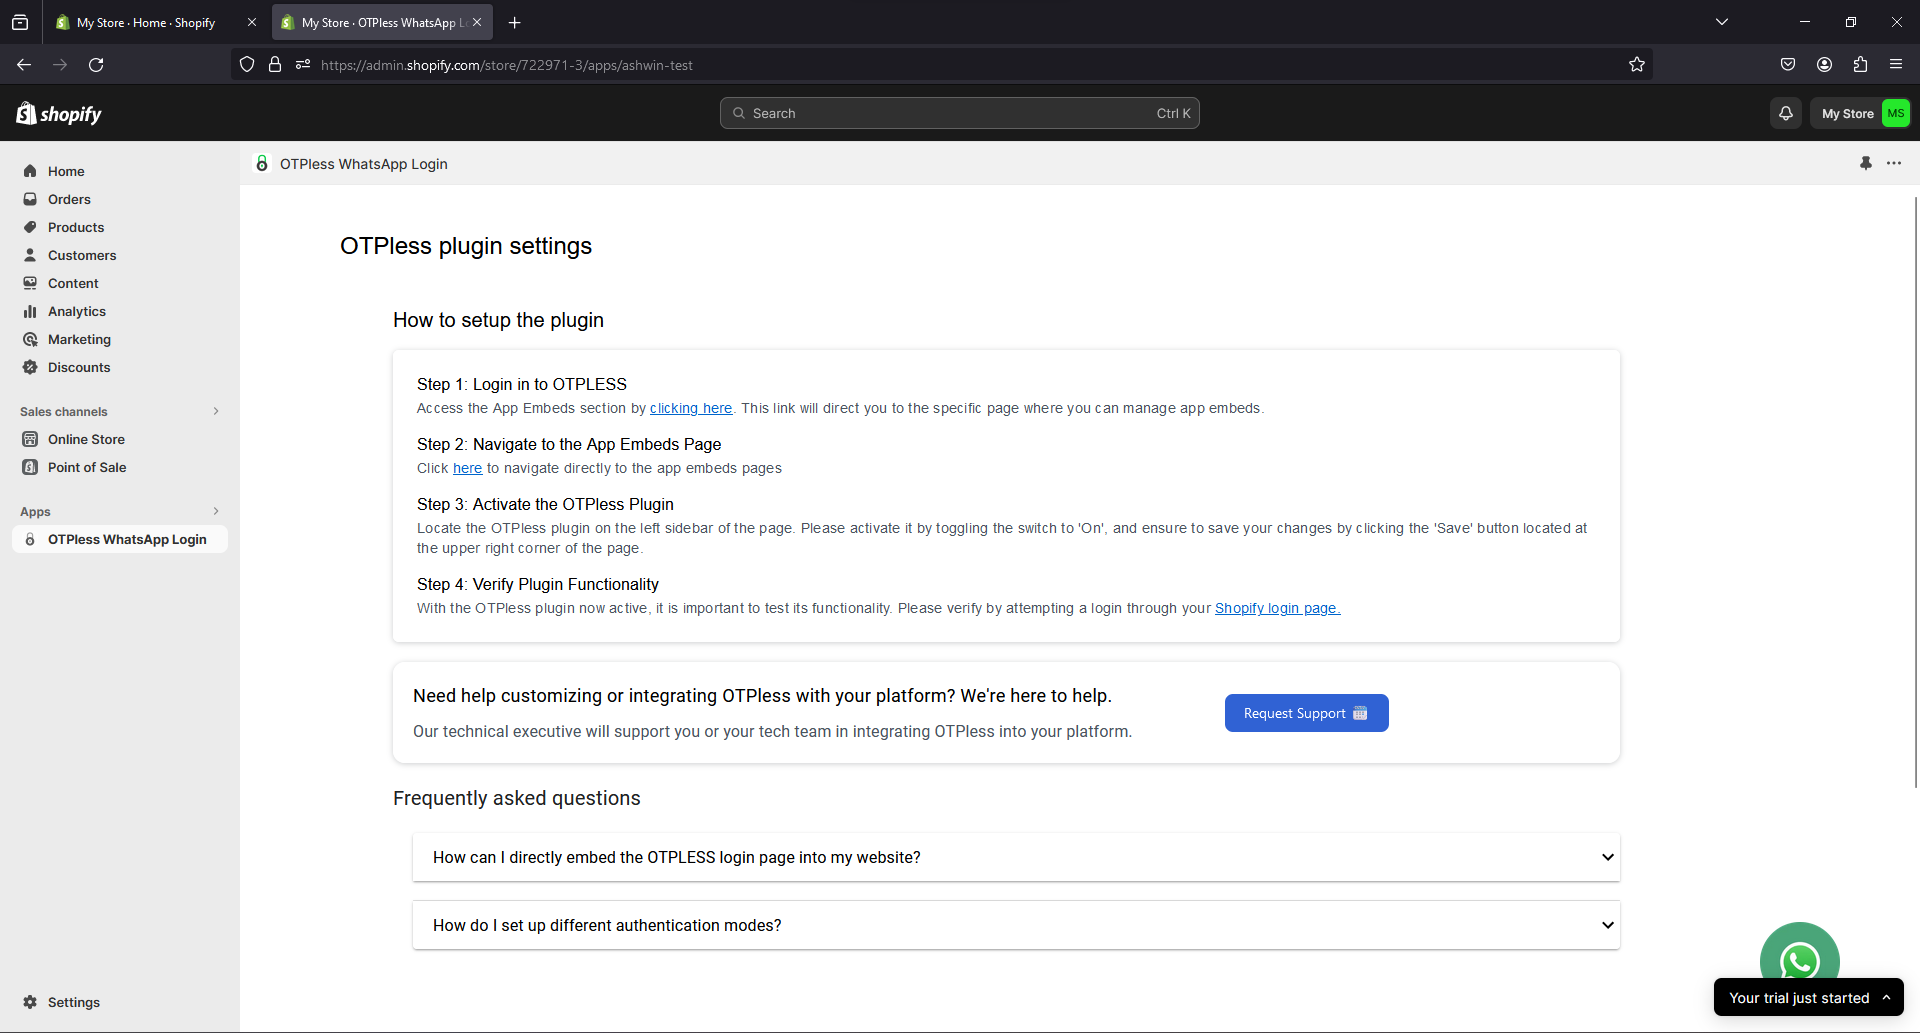 My Store · Home · Shopify
My Store · OTPless WhatsApp Lo
https://admin.shopify.com/store/722971-3/apps/ashwin-test
shopify
Search
Ctrl K
My Store
MS
Home
Orders
Products
Customers
Content
Analytics
Marketing
Discounts
Sales channels
Online Store
Point of Sale
Apps
OTPless WhatsApp Login
Settings
OTPless WhatsApp Login
OTPless plugin settings
How to setup the plugin
Step 1: Login in to OTPLESS
Access the App Embeds section by clicking here. This link will direct you to the specific page where you can manage app embeds.
Step 2: Navigate to the App Embeds Page
Click here to navigate directly to the app embeds pages
Step 3: Activate the OTPless Plugin
Locate the OTPless plugin on the left sidebar of the page. Please activate it by toggling the switch to 'On', and ensure to save your changes by clicking the 'Save' button located at
the upper right corner of the page.
Step 4: Verify Plugin Functionality
With the OTPless plugin now active, it is important to test its functionality. Please verify by attempting a login through your Shopify login page.
Need help customizing or integrating OTPless with your platform? We're here to help.
Our technical executive will support you or your tech team in integrating OTPless into your platform.
Request Support
Frequently asked questions
How can I directly embed the OTPLESS login page into my website?
How do I set up different authentication modes?
Your trial just started